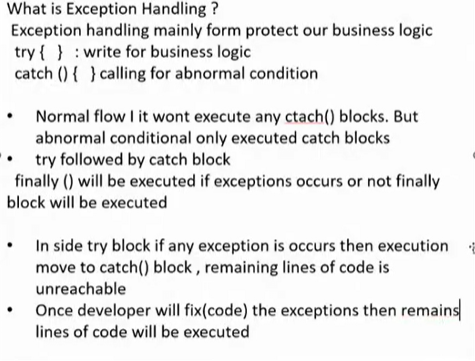 What is Exception Handling ?
Exception handling mainly form protect our business logic
try { } : write for business logic
catch () { } calling for abnormal condition
• Normal flow I it wont execute any ctach() blocks. But
abnormal conditional only executed catch blocks
• try followed by catch block
finally () will be executed if exceptions occurs or not finally
block will be executed
• In side try block if any exception is occurs then execution
move to catch() block , remaining lines of code is
unreachable
• Once developer will fix(code) the exceptions then remains
lines of code will be executed